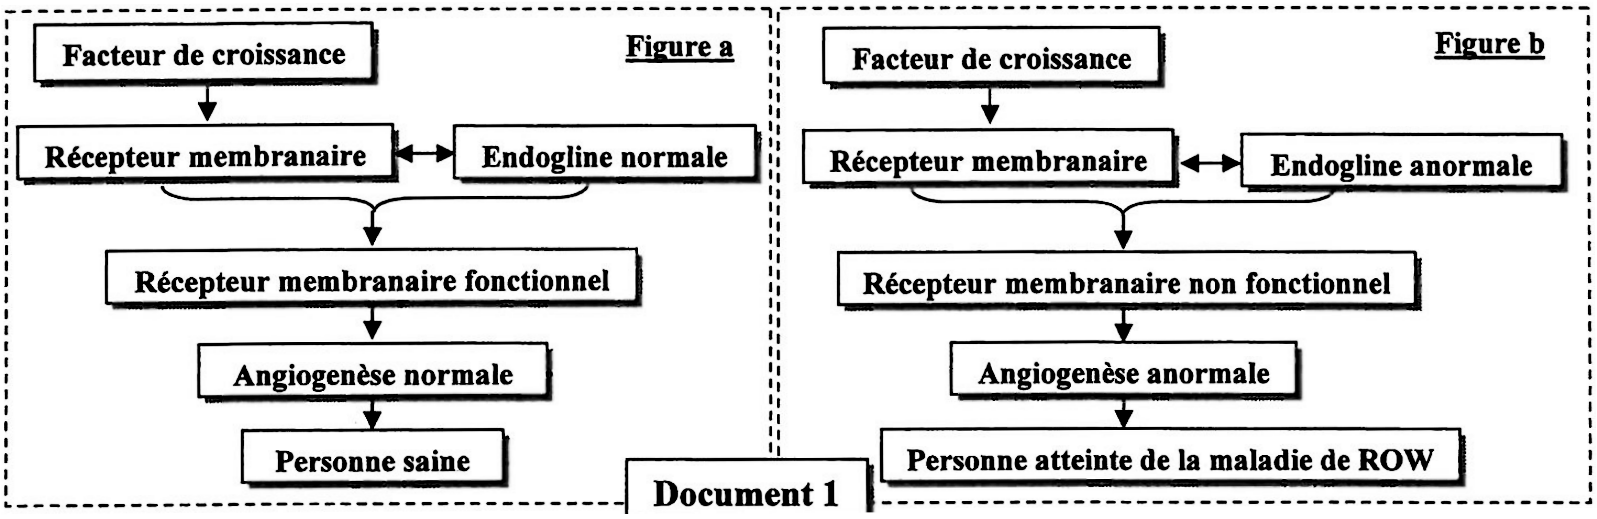 Figure a
Facteur de croissance
Récepteur membranaire
Endogline normale
Récepteur membranaire fonctionnel
Angiogenèse normale
Personne saine
Figure b
Facteur de croissance
Récepteur membranaire
Endogline anormale
Récepteur membranaire non fonctionnel
Angiogenèse anormale
Personne atteinte de la maladie de ROW
Document 1